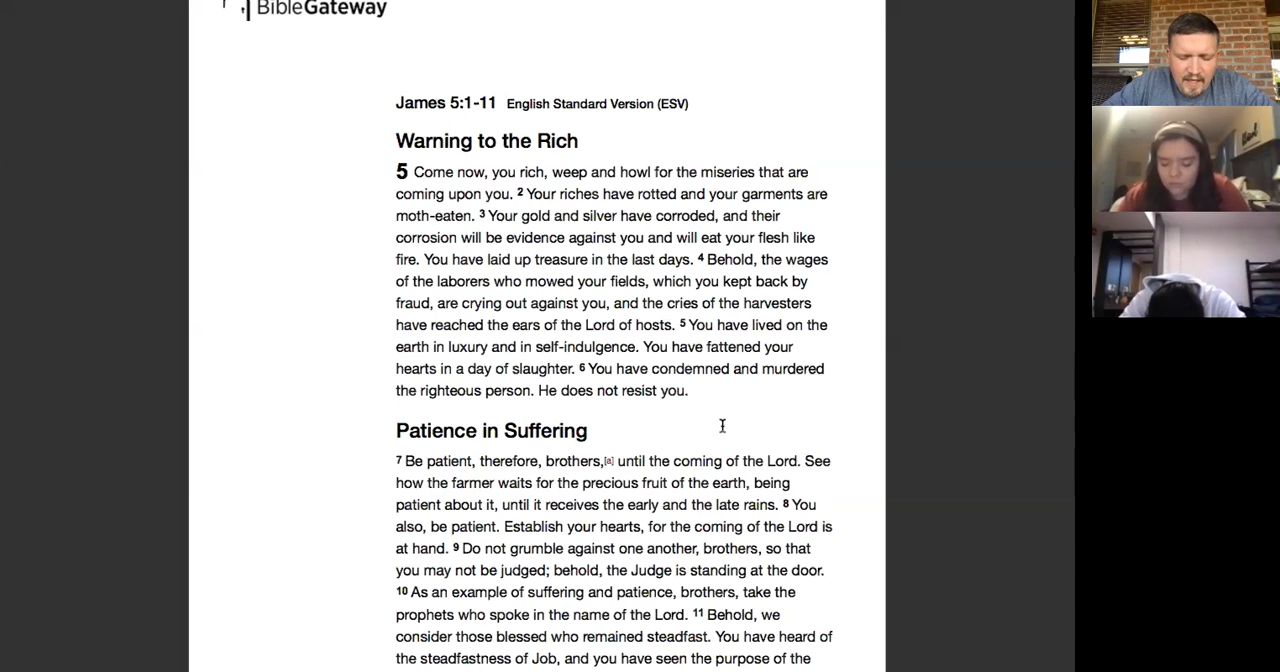 BibleGateway
James 5:1-11 English Standard Version (ESV)
Warning to the Rich
5 Come now, you rich, weep and howl for the miseries that are
coming upon you. 2 Your riches have rotted and your garments are
moth-eaten. 3 Your gold and silver have corroded, and their
corrosion will be evidence against you and will eat your flesh like
fire. You have laid up treasure in the last days. 4 Behold, the wages
of the laborers who mowed your fields, which you kept back by
fraud, are crying out against you, and the cries of the harvesters
have reached the ears of the Lord of hosts. 5 You have lived on the
earth in luxury and in self-indulgence. You have fattened your
hearts in a day of slaughter. 6 You have condemned and murdered
the righteous person. He does not resist you.
Patience in Suffering
7 Be patient, therefore, brothers,[a] until the coming of the Lord. See
how the farmer waits for the precious fruit of the earth, being
patient about it, until it receives the early and the late rains. 8 You
also, be patient. Establish your hearts, for the coming of the Lord is
at hand. 9 Do not grumble against one another, brothers, so that
you may not be judged; behold, the Judge is standing at the door.
10 As an example of suffering and patience, brothers, take the
prophets who spoke in the name of the Lord. 11 Behold, we
consider those blessed who remained steadfast. You have heard of
the steadfastness of Job, and you have seen the purpose of the